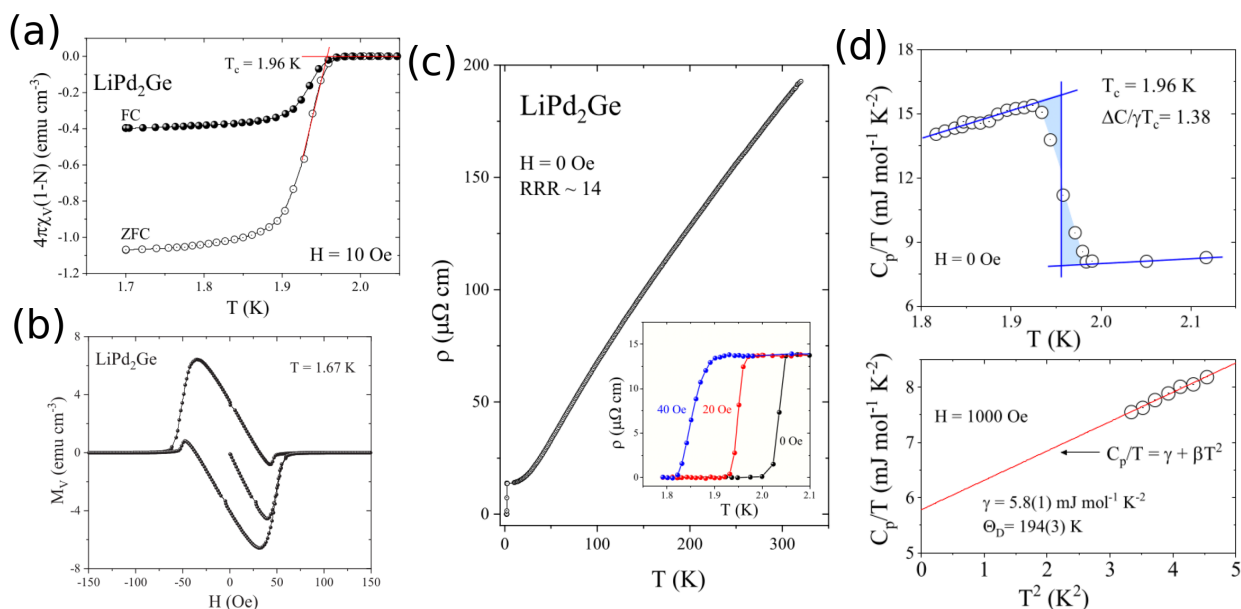 (a)
LiPd₂Ge
T_c = 1.96 K
FC
ZFC
H = 10 Oe
0.0
-0.2
-0.4
-0.6
-0.8
-1.0
-1.2
4πχ_V(1-N) (emu cm⁻³)
1.7
1.8
1.9
2.0
T (K)
(b)
LiPd₂Ge
T = 1.67 K
8
4
0
-4
-8
M_V (emu cm⁻³)
-150
-100
-50
0
50
100
150
H (Oe)
(c)
LiPd₂Ge
H = 0 Oe
RRR ~ 14
200
150
100
50
0
ρ (μΩ cm)
0
100
200
300
T (K)
15
10
5
0
ρ (μΩ cm)
40 Oe
20 Oe
0 Oe
1.8
1.9
2.0
2.1
T (K)
(d)
T_c = 1.96 K
ΔC/γT_c = 1.38
H = 0 Oe
18
15
12
9
6
C_p/T (mJ mol⁻¹ K⁻²)
1.8
1.9
2.0
2.1
T (K)
H = 1000 Oe
C_p/T = γ + βT²
γ = 5.8(1) mJ mol⁻¹ K⁻²
Θ_D = 194(3) K
8
7
6
5
C_p/T (mJ mol⁻¹ K⁻²)
0
1
2
3
4
5
T² (K²)